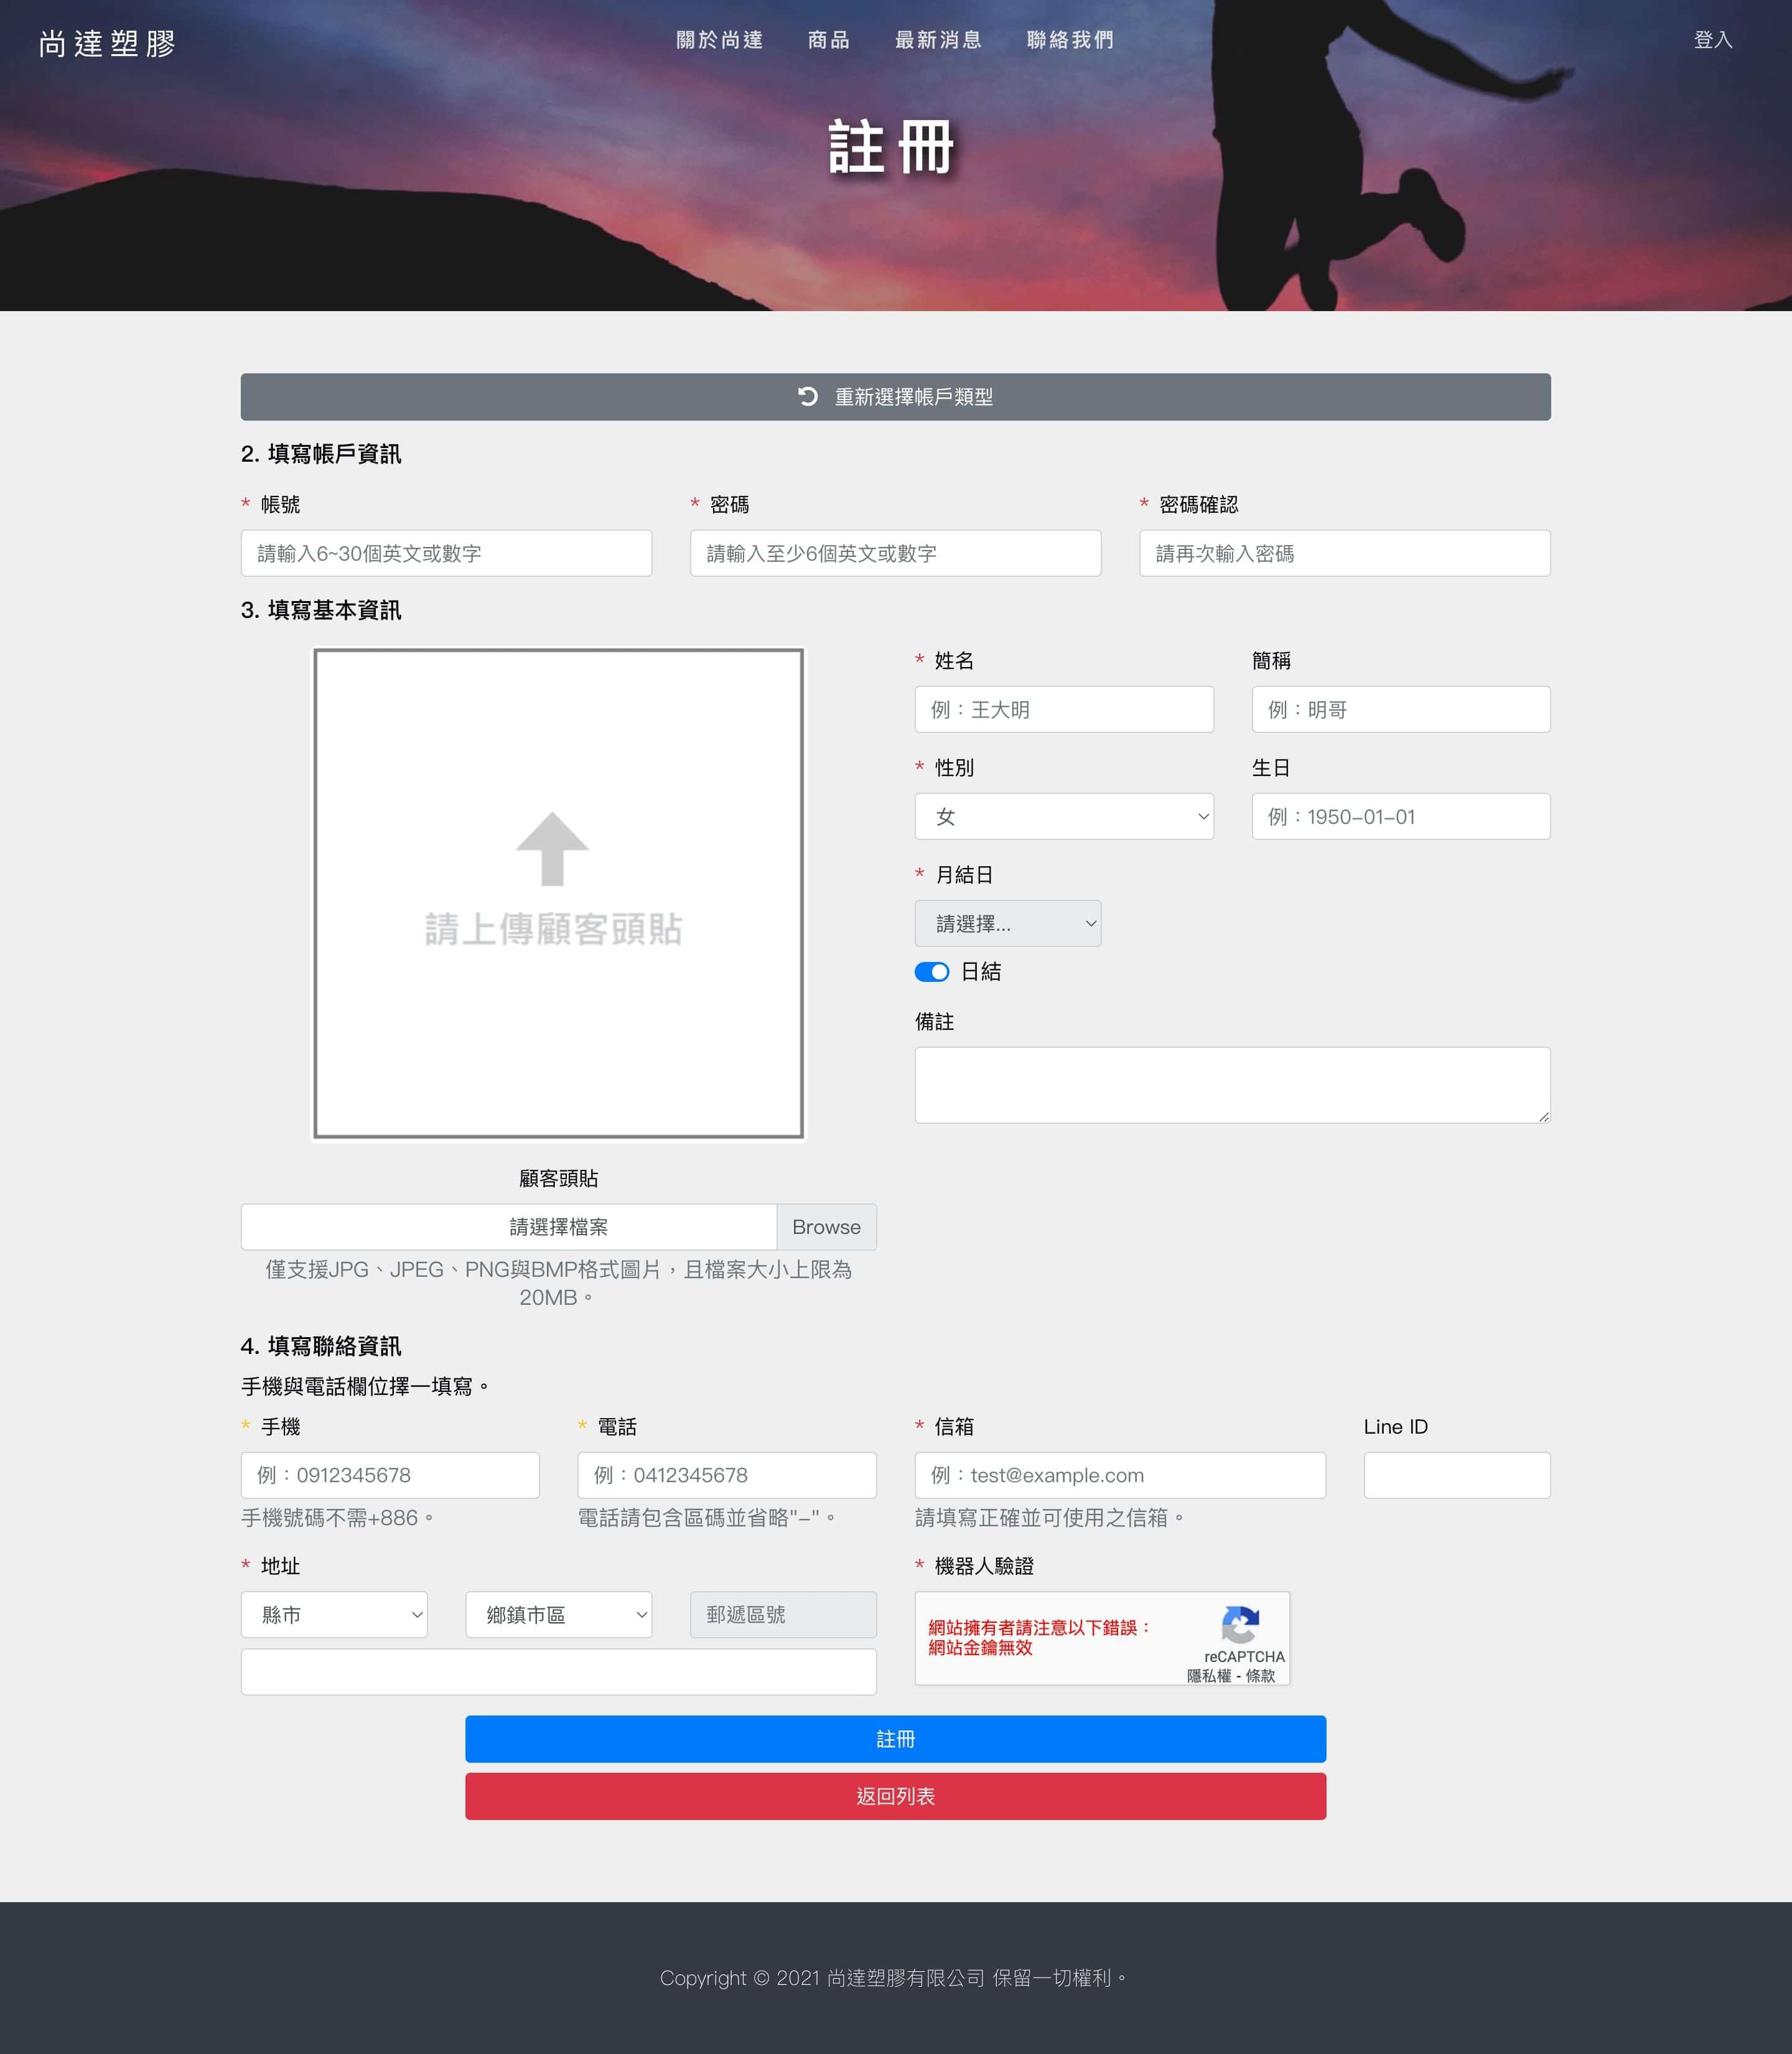 尚達塑膠
關於尚達 商品 最新消息 聯絡我們
登入
註冊
重新選擇帳戶類型
2. 填寫帳戶資訊
* 帳號 * 密碼 * 密碼確認
請輸入6~30個英文或數字 請輸入至少6個英文或數字 請再次輸入密碼
3. 填寫基本資訊
請上傳顧客頭貼
顧客頭貼
請選擇檔案 Browse
僅支援JPG、JPEG、PNG與BMP格式圖片，且檔案大小上限為
20MB。
* 姓名 簡稱
例：王大明 例：明哥
* 性別 生日
女 例：1950-01-01
* 月結日
請選擇...
日結
備註
4. 填寫聯絡資訊
手機與電話欄位擇一填寫。
* 手機 * 電話 * 信箱 Line ID
例：0912345678 例：0412345678 例：test@example.com
手機號碼不需+886。 電話請包含區碼並省略"-"。 請填寫正確並可使用之信箱。
* 地址 * 機器人驗證
縣市 鄉鎮市區 郵遞區號
網站擁有者請注意以下錯誤：
網站金鑰無效
reCAPTCHA
隱私權 - 條款
註冊
返回列表
Copyright © 2021 尚達塑膠有限公司 保留一切權利。